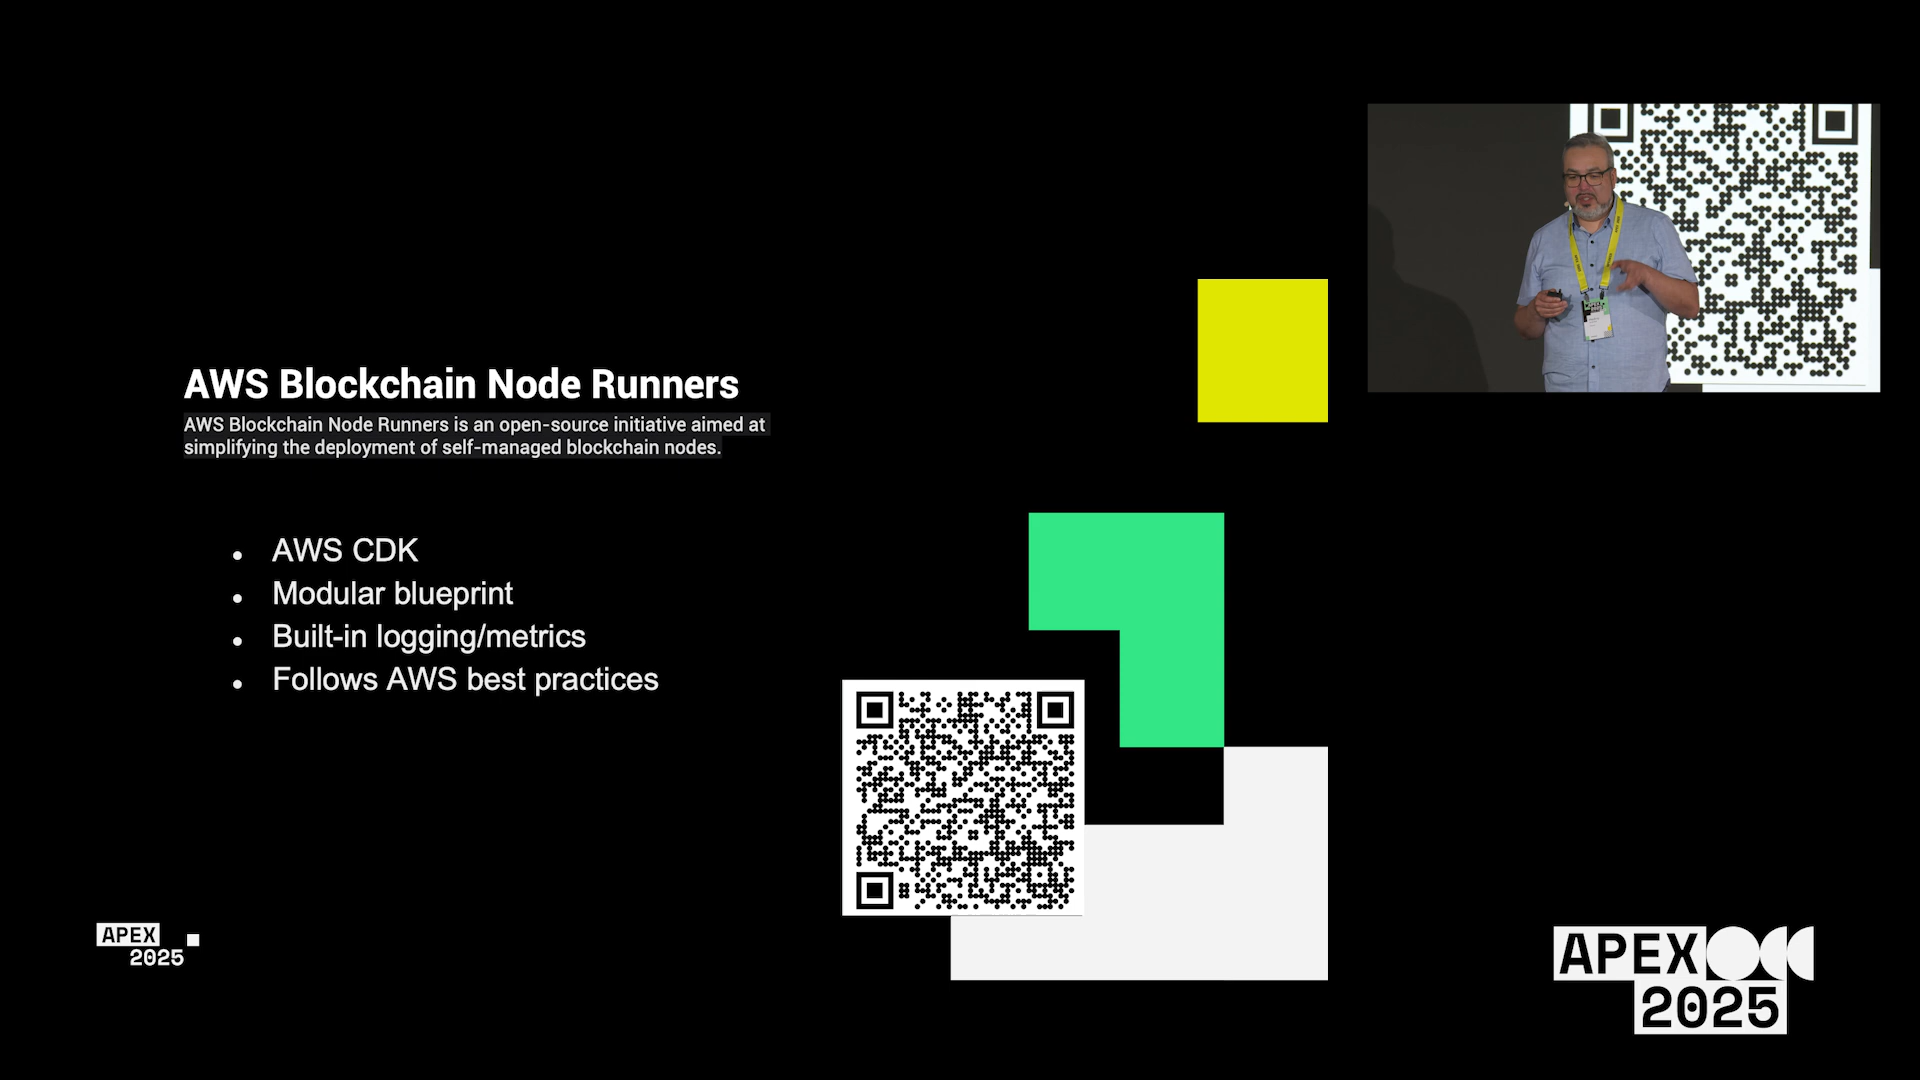 AWS Blockchain Node Runners
AWS Blockchain Node Runners is an open-source initiative aimed at
simplifying the deployment of self-managed blockchain nodes.
• AWS CDK
• Modular blueprint
• Built-in logging/metrics
• Follows AWS best practices
APEX
2025
APEX
2025